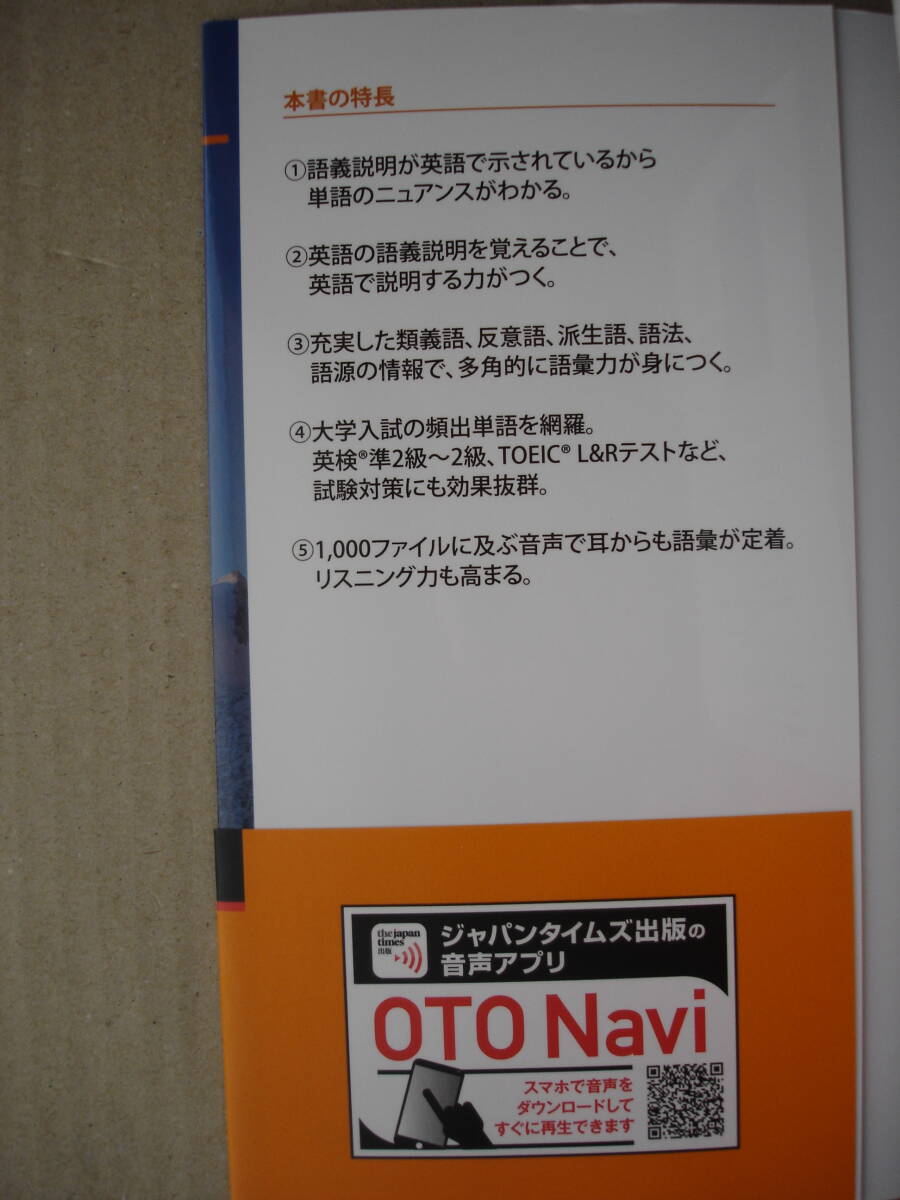 本書の特長
①語義説明が英語で示されているから
単語のニュアンスがわかる。
②英語の語義説明を覚えることで、
英語で説明する力がつく。
③充実した類義語、反意語、派生語、語法、
語源の情報で、多角的に語彙力が身につく。
④大学入試の頻出単語を網羅。
英検®準2級～2級、TOEIC® L&Rテストなど、
試験対策にも効果抜群。
⑤1,000ファイルに及ぶ音声で耳からも語彙が定着。
リスニング力も高まる。
the japan
times
出版
ジャパンタイムズ出版の
音声アプリ
OTO Navi
スマホで音声を
ダウンロードして
すぐに再生できます